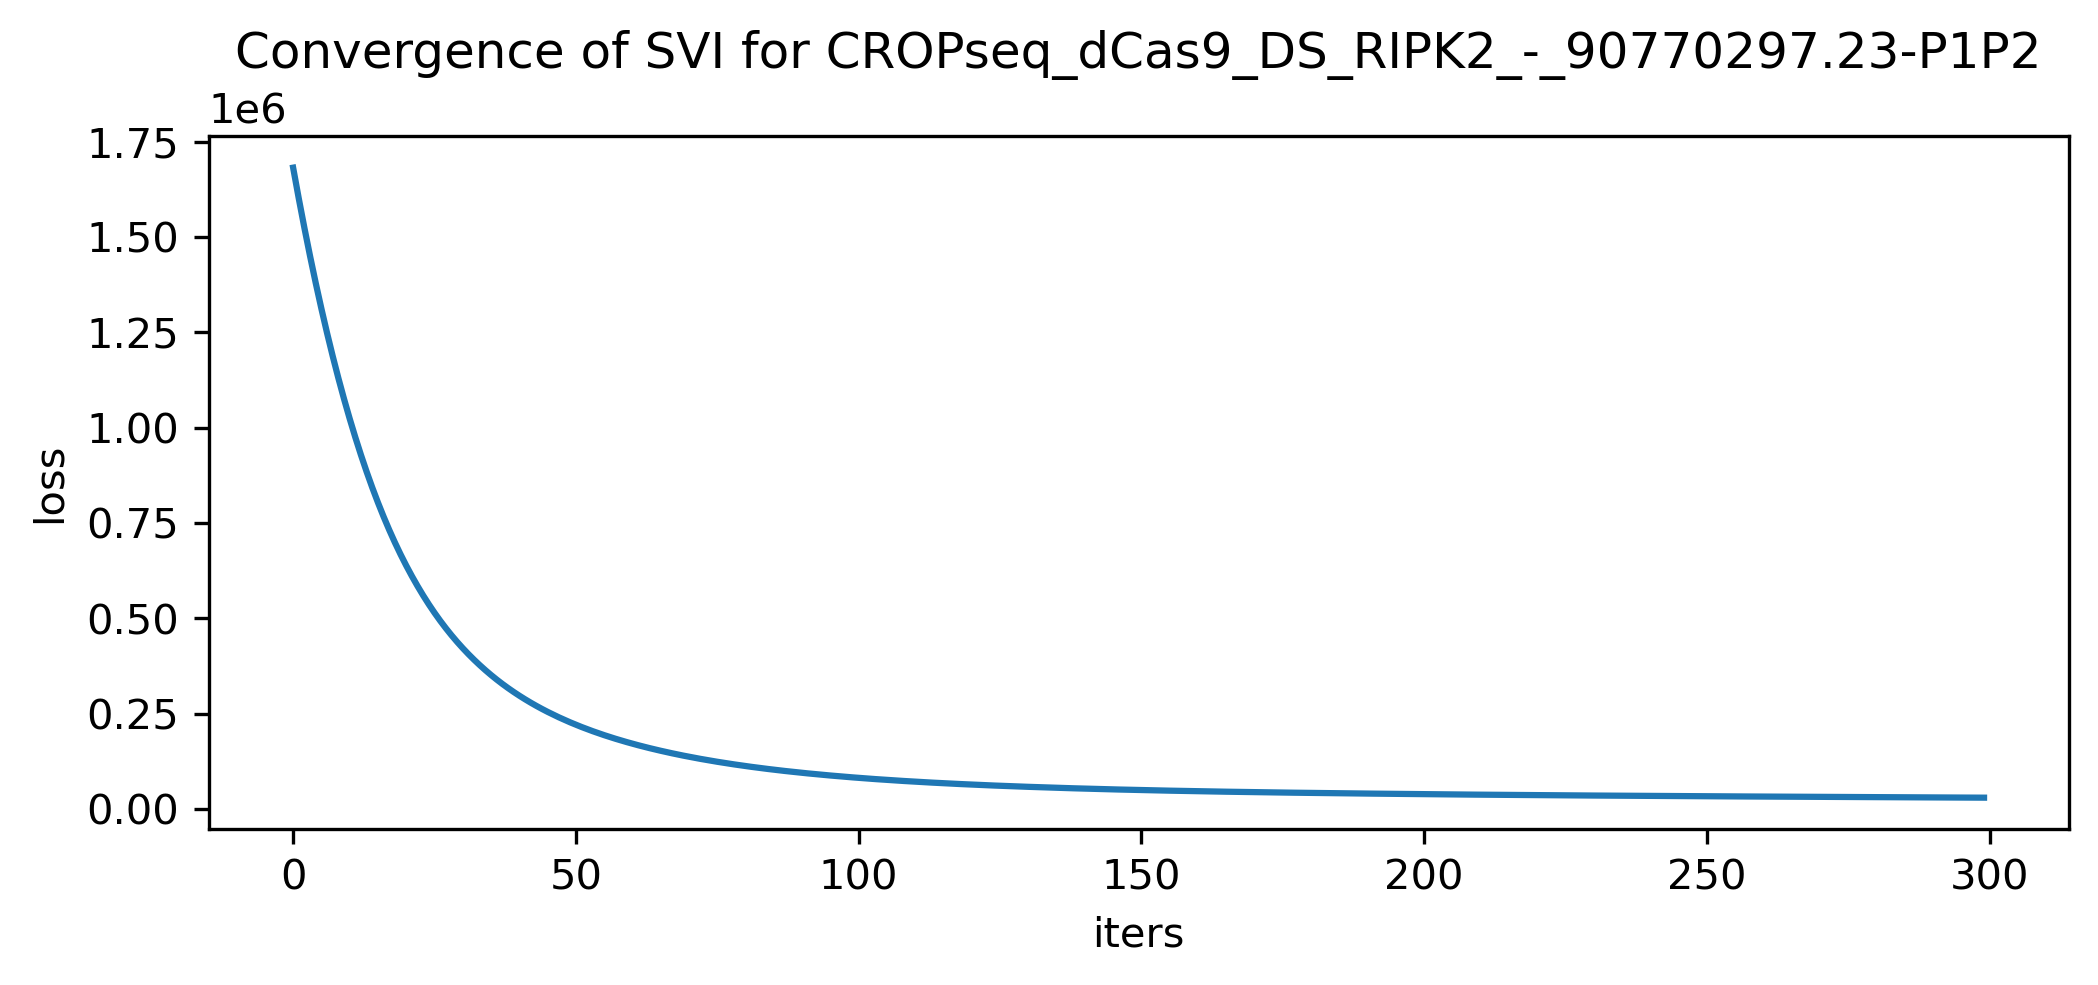 Convergence of SVI for CROPseq_dCas9_DS_RIPK2_-_90770297.23-P1P2
1e6
1.75
1.50
1.25
1.00
0.75
0.50
0.25
0.00
loss
0 50 100 150 200 250 300
iters